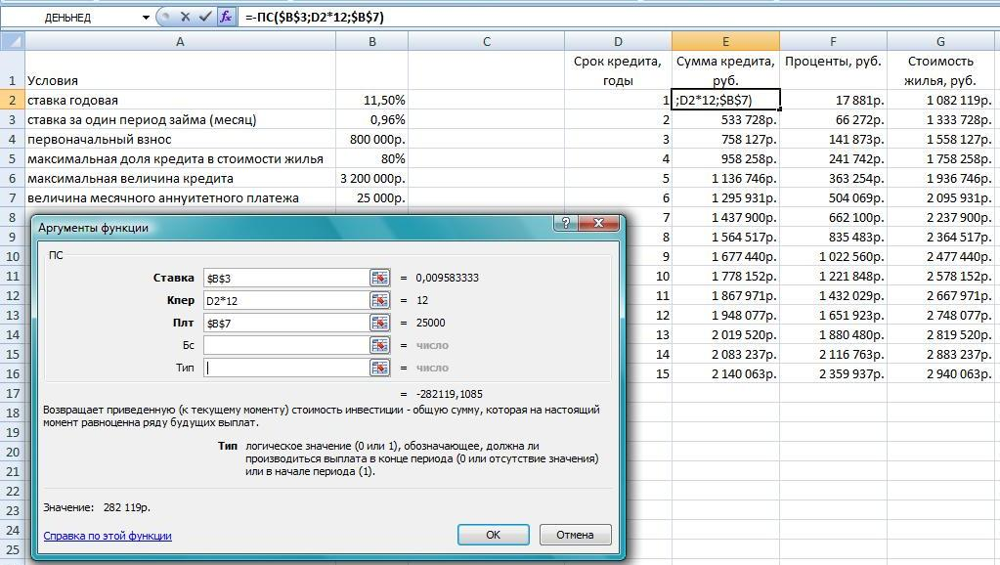 ДЕНЬНЕД fx =-ПС($B$3;D2*12;$B$7)
A B C D E F G
Срок кредита, Сумма кредита, Проценты, руб. Стоимость
1 Условия годы руб. жилья, руб.
2 ставка годовая 11,50% 1 ;D2*12;$B$7) 17 881р. 1 082 119р.
3 ставка за один период займа (месяц) 0,96% 2 533 728р. 66 272р. 1 333 728р.
4 первоначальный взнос 800 000р. 3 758 127р. 141 873р. 1 558 127р.
5 максимальная доля кредита в стоимости жилья 80% 4 958 258р. 241 742р. 1 758 258р.
6 максимальная величина кредита 3 200 000р. 5 1 136 746р. 363 254р. 1 936 746р.
7 величина месячного аннуитетного платежа 25 000р. 6 1 295 931р. 504 069р. 2 095 931р.
8 7 1 437 900р. 662 100р. 2 237 900р.
9 8 1 564 517р. 835 483р. 2 364 517р.
10 9 1 677 440р. 1 022 560р. 2 477 440р.
11 10 1 778 152р. 1 221 848р. 2 578 152р.
12 11 1 867 971р. 1 432 029р. 2 667 971р.
13 12 1 948 077р. 1 651 923р. 2 748 077р.
14 13 2 019 520р. 1 880 480р. 2 819 520р.
15 14 2 083 237р. 2 116 763р. 2 883 237р.
16 15 2 140 063р. 2 359 937р. 2 940 063р.
17
18
19
20
21
22
23
24
25
Аргументы функции ?
ПС
Ставка $B$3 = 0,009583333
Кпер D2*12 = 12
Плт $B$7 = 25000
Бс = число
Тип = число
= -282119,1085
Возвращает приведенную (к текущему моменту) стоимость инвестиции - общую сумму, которая на настоящий
момент равноценна ряду будущих выплат.
Тип логическое значение (0 или 1), обозначающее, должна ли
производиться выплата в конце периода (0 или отсутствие значения)
или в начале периода (1).
Значение: 282 119р.
Справка по этой функции ОК Отмена